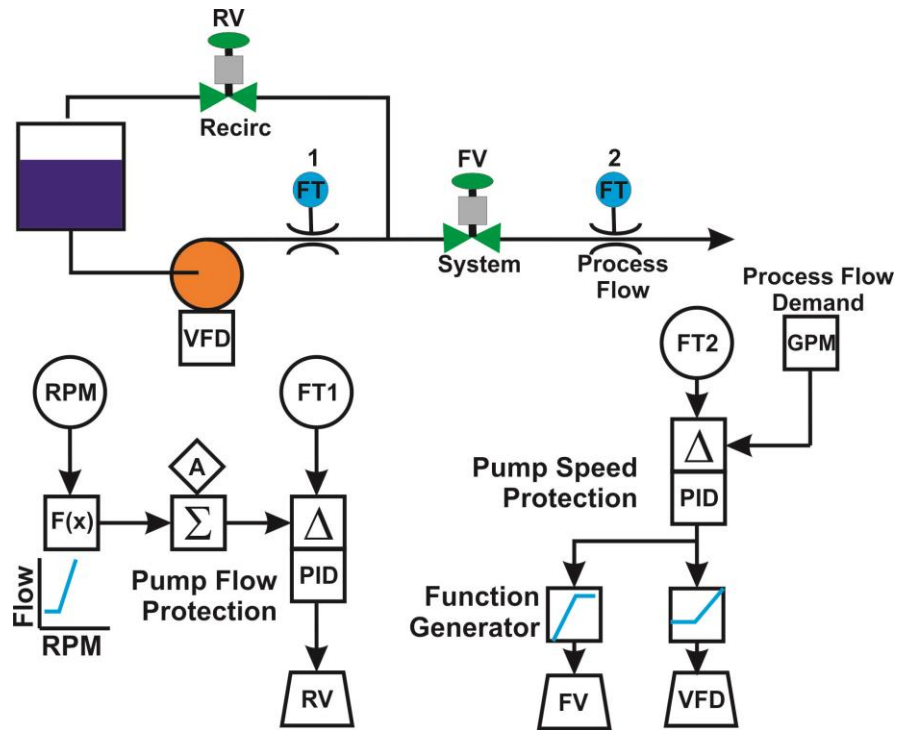 RV
Recirc
1
FT
FV
System
2
FT
Process
Flow
VFD
Process Flow
Demand
GPM
RPM
FT1
FT2
A
F(x)
Σ
Δ
PID
Pump Flow
Protection
Flow
RPM
RV
Δ
PID
Pump Speed
Protection
Function
Generator
FV
VFD